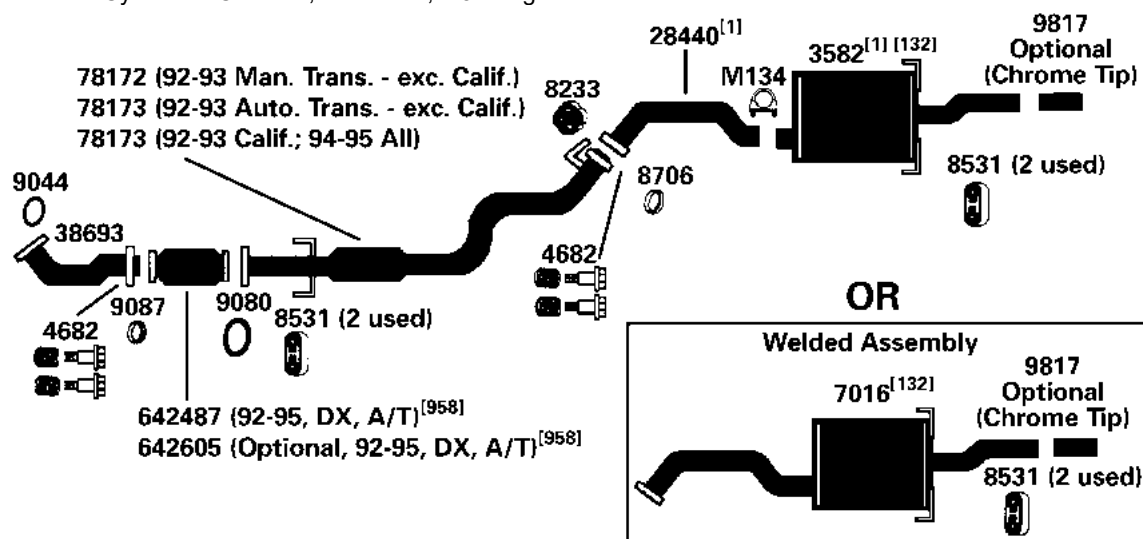 28440[1]
3582[1] [132]
9817
Optional
(Chrome Tip)
78172 (92-93 Man. Trans. - exc. Calif.)
78173 (92-93 Auto. Trans. - exc. Calif.)
78173 (92-93 Calif.; 94-95 All)
8233
M134
8706
8531 (2 used)
9044
38693
4682
9087
9080
8531 (2 used)
4682
642487 (92-95, DX, A/T)[958]
642605 (Optional, 92-95, DX, A/T)[958]
OR
Welded Assembly
7016[132]
9817
Optional
(Chrome Tip)
8531 (2 used)